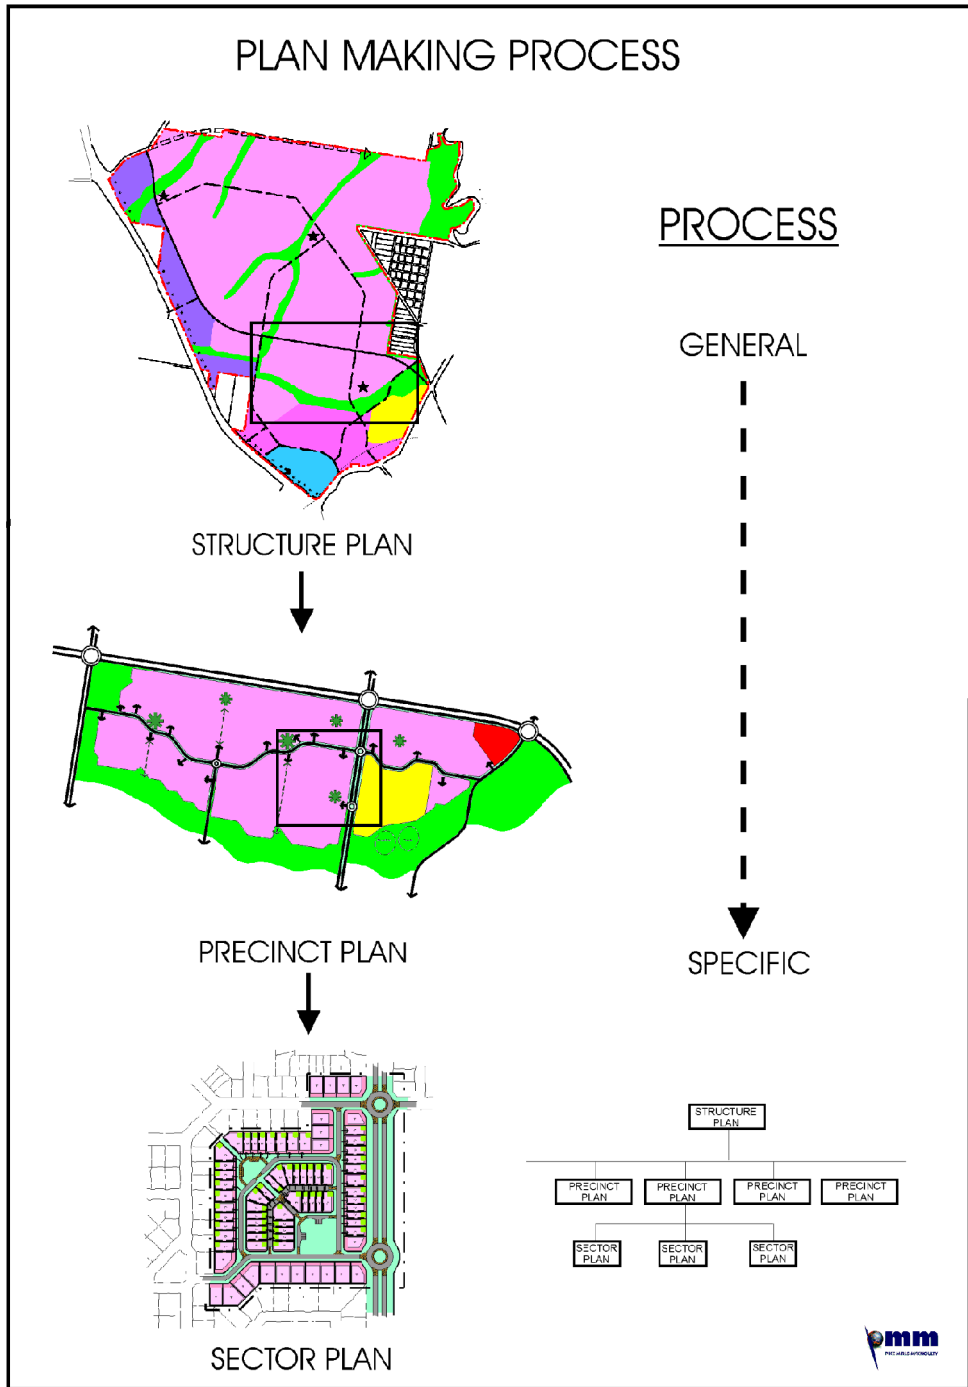 PLAN MAKING PROCESS
PROCESS
GENERAL
STRUCTURE PLAN
PRECINCT PLAN
SPECIFIC
STRUCTURE
PLAN
PRECINCT
PLAN
PRECINCT
PLAN
PRECINCT
PLAN
PRECINCT
PLAN
SECTOR
PLAN
SECTOR
PLAN
SECTOR
PLAN
SECTOR PLAN
pmm